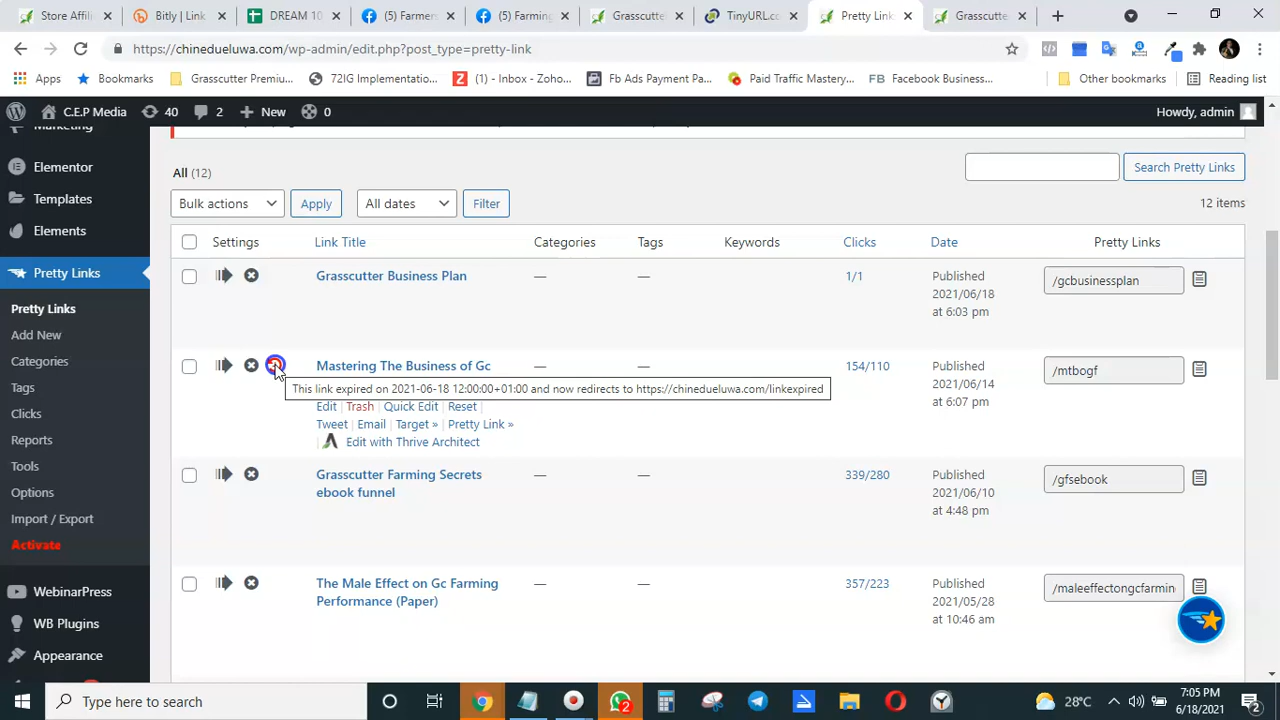 Store Affili
Bitly | Link
DREAM 10
(5) Farmer
(5) Farming
Grasscutte
TinyURL.co
Pretty Link
Grasscutte
https://chinedueluwa.com/wp-admin/edit.php?post_type=pretty-link
Apps
Bookmarks
Grasscutter Premiu...
72IG Implementatio...
(1) - Inbox - Zoho...
Fb Ads Payment Pa...
Paid Traffic Mastery...
FB Facebook Busines...
Other bookmarks
Reading list
C.E.P Media
40
2
New
0
Howdy, admin
Marketing
Elementor
Templates
Elements
Pretty Links
Pretty Links
Add New
Categories
Tags
Clicks
Reports
Tools
Options
Import / Export
Activate
WebinarPress
WB Plugins
Appearance
All (12)
Search Pretty Links
Bulk actions
Apply
All dates
Filter
12 items
Settings
Link Title
Categories
Tags
Keywords
Clicks
Date
Pretty Links
Grasscutter Business Plan
—
—
1/1
Published
2021/06/18
at 6:03 pm
/gcbusinessplan
Mastering The Business of Gc
—
—
154/110
Published
2021/06/14
at 6:07 pm
/mtbogf
This link expired on 2021-06-18 12:00:00+01:00 and now redirects to https://chinedueluwa.com/linkexpired
Edit | Trash | Quick Edit | Reset |
Tweet | Email | Target » | Pretty Link »
| Edit with Thrive Architect
Grasscutter Farming Secrets
ebook funnel
—
—
339/280
Published
2021/06/10
at 4:48 pm
/gfsebook
The Male Effect on Gc Farming
Performance (Paper)
—
—
357/223
Published
2021/05/28
at 10:46 am
/maleeffectongcfarmin
Type here to search
2
28°C
7:05 PM
6/18/2021
2